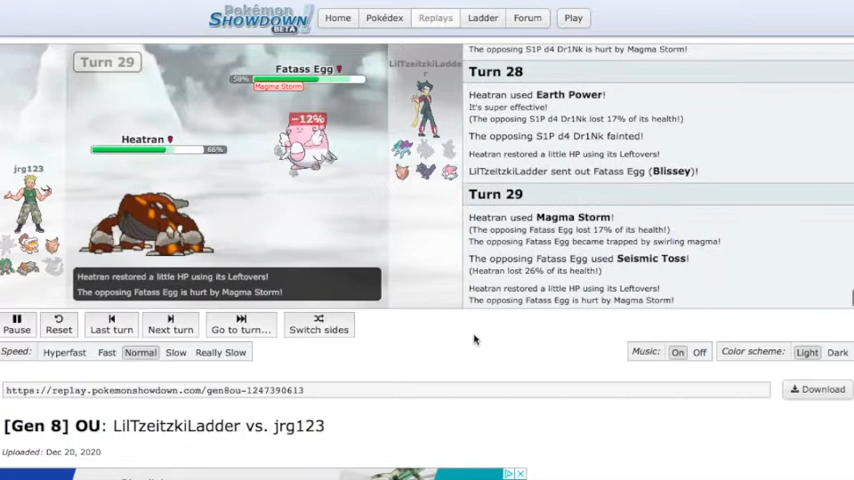 Pokémon
SHOWDOWN!
BETA
Home
Pokédex
Replays
Ladder
Forum
Play
Turn 29
Fatass Egg
50%
Magma Storm
−12%
Heatran
66%
jrg123
LilTzeitzkiLadde
r
Heatran restored a little HP using its Leftovers!
The opposing Fatass Egg is hurt by Magma Storm!
The opposing S1P d4 Dr1Nk is hurt by Magma Storm!
Turn 28
Heatran used Earth Power!
It's super effective!
(The opposing S1P d4 Dr1Nk lost 17% of its health!)
The opposing S1P d4 Dr1Nk fainted!
Heatran restored a little HP using its Leftovers!
LilTzeitzkiLadder sent out Fatass Egg (Blissey)!
Turn 29
Heatran used Magma Storm!
(The opposing Fatass Egg lost 17% of its health!)
The opposing Fatass Egg became trapped by swirling magma!
The opposing Fatass Egg used Seismic Toss!
(Heatran lost 26% of its health!)
Heatran restored a little HP using its Leftovers!
The opposing Fatass Egg is hurt by Magma Storm!
Pause
Reset
Last turn
Next turn
Go to turn...
Switch sides
Speed: Hyperfast Fast Normal Slow Really Slow
Music: On Off
Color scheme: Light Dark
https://replay.pokemonshowdown.com/gen8ou-1247390613
Download
[Gen 8] OU: LilTzeitzkiLadder vs. jrg123
Uploaded: Dec 20, 2020